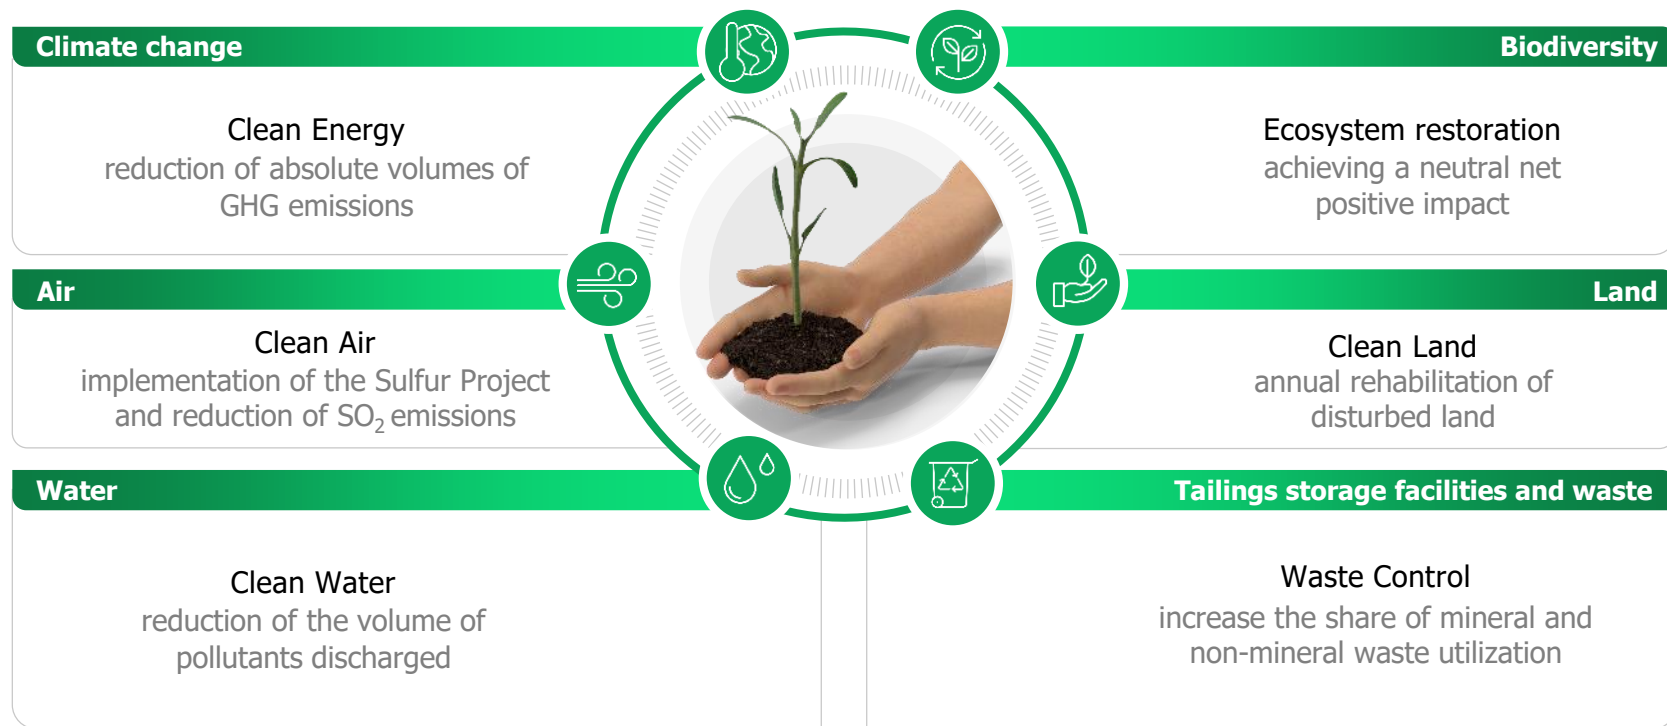 Climate change
Clean Energy
reduction of absolute volumes of
GHG emissions
Biodiversity
Ecosystem restoration
achieving a neutral net
positive impact
Air
Clean Air
implementation of the Sulfur Project
and reduction of SO₂ emissions
Land
Clean Land
annual rehabilitation of
disturbed land
Water
Clean Water
reduction of the volume of
pollutants discharged
Tailings storage facilities and waste
Waste Control
increase the share of mineral and
non-mineral waste utilization